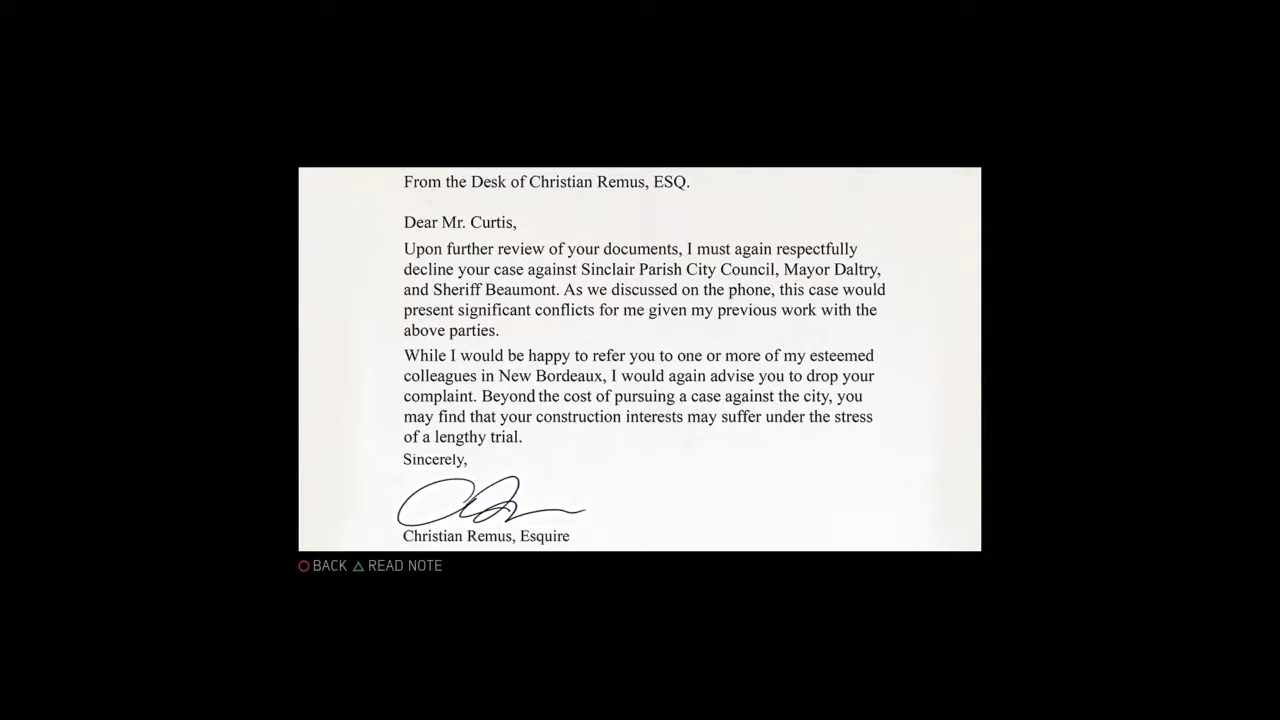 From the Desk of Christian Remus, ESQ.
Dear Mr. Curtis,
Upon further review of your documents, I must again respectfully
decline your case against Sinclair Parish City Council, Mayor Daltry,
and Sheriff Beaumont. As we discussed on the phone, this case would
present significant conflicts for me given my previous work with the
above parties.
While I would be happy to refer you to one or more of my esteemed
colleagues in New Bordeaux, I would again advise you to drop your
complaint. Beyond the cost of pursuing a case against the city, you
may find that your construction interests may suffer under the stress
of a lengthy trial.
Sincerely,
Christian Remus, Esquire
BACK READ NOTE